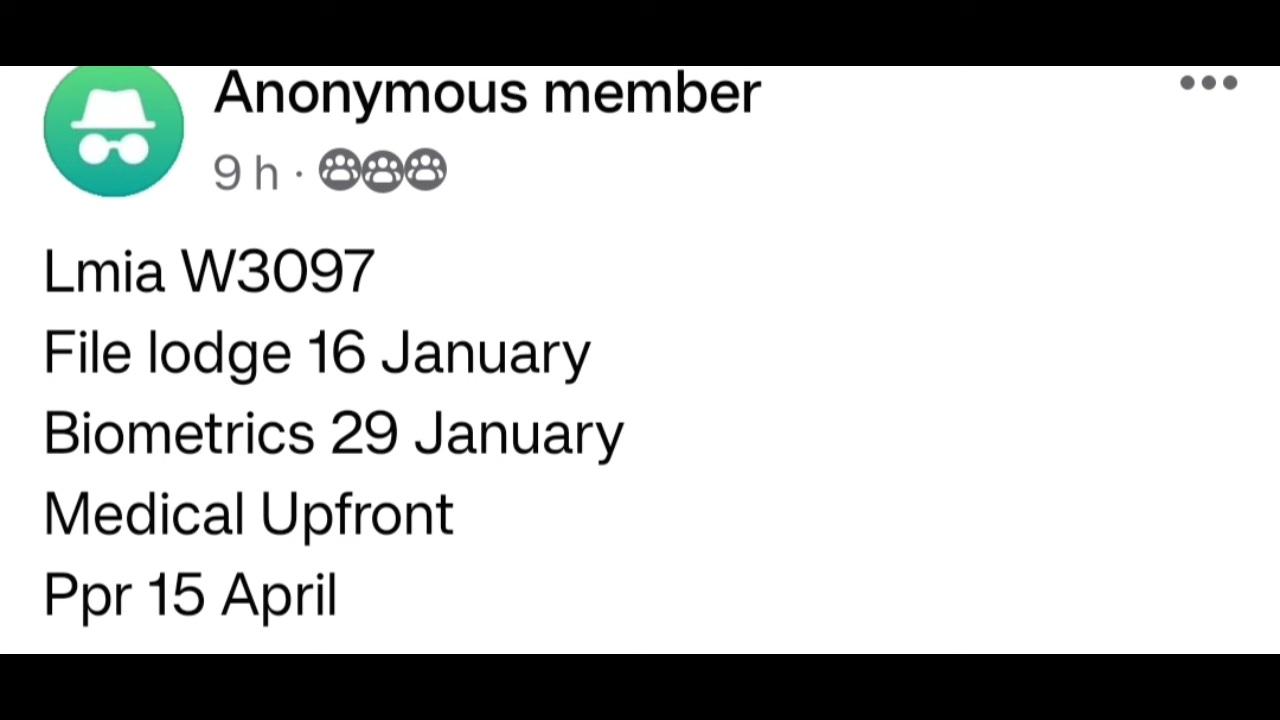 Anonymous member
9 h ·
Lmia W3097
File lodge 16 January
Biometrics 29 January
Medical Upfront
Ppr 15 April